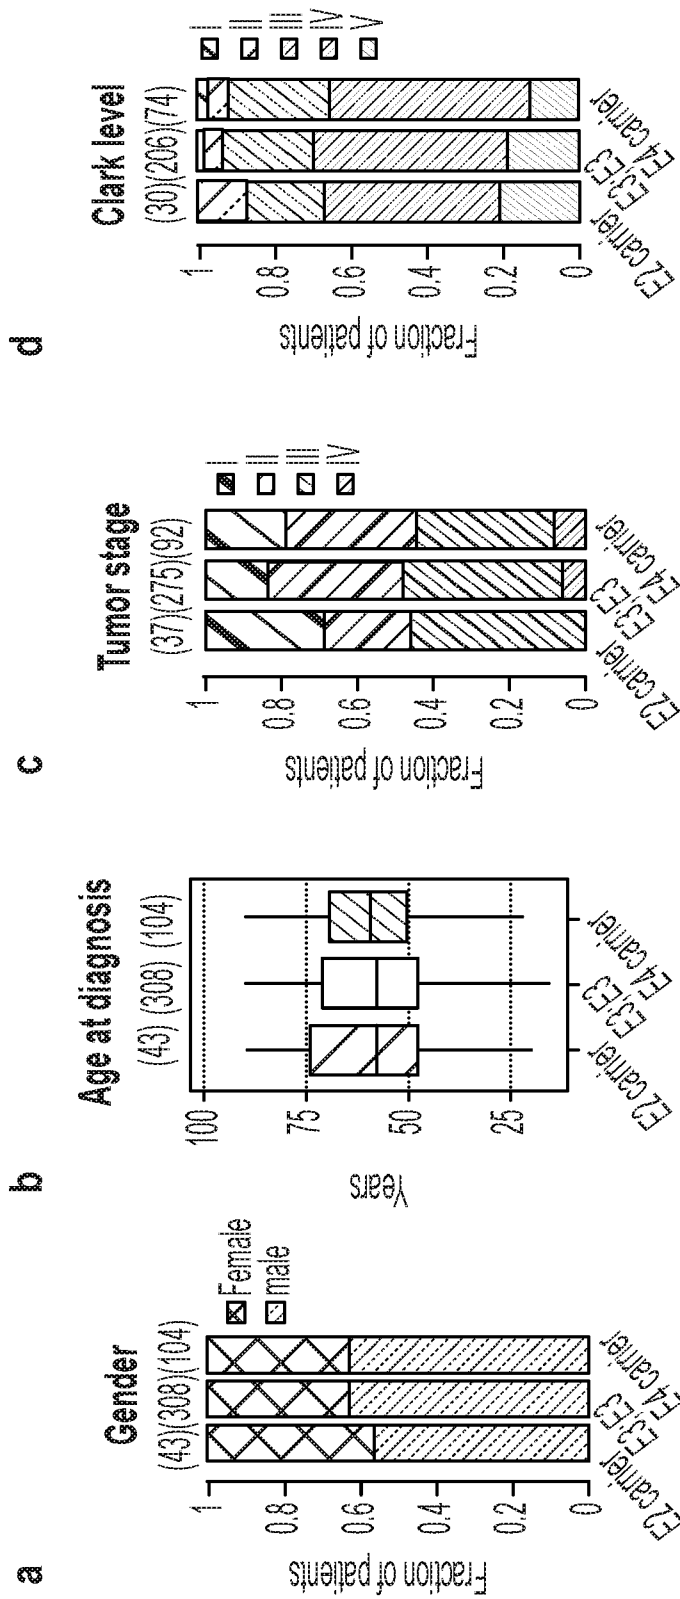 a
Gender
(43)(308)(104)
Fraction of patients
1
0.8
0.6
0.4
0.2
0
E2 carrier
E3;E3
E4 carrier
Female
male
b
Age at diagnosis
(43) (308) (104)
Years
100
75
50
25
E2 carrier
E3;E3
E4 carrier
c
Tumor stage
(37)(275)(92)
Fraction of patients
1
0.8
0.6
0.4
0.2
0
E2 carrier
E3;E3
E4 carrier
I
II
III
IV
d
Clark level
(30)(206)(74)
Fraction of patients
1
0.8
0.6
0.4
0.2
0
E2 carrier
E3;E3
E4 carrier
I
II
III
IV
V